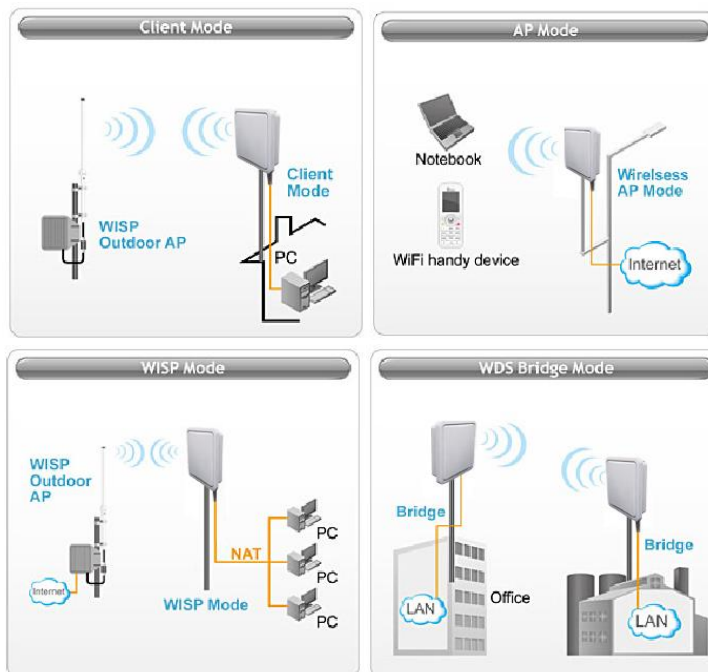 Client Mode
WISP
Outdoor AP
Client
Mode
PC
AP Mode
Notebook
WiFi handy device
Wirelsess
AP Mode
Internet
WISP Mode
WISP
Outdoor
AP
Internet
NAT
WISP Mode
PC
PC
PC
WDS Bridge Mode
Bridge
LAN
Office
Bridge
LAN